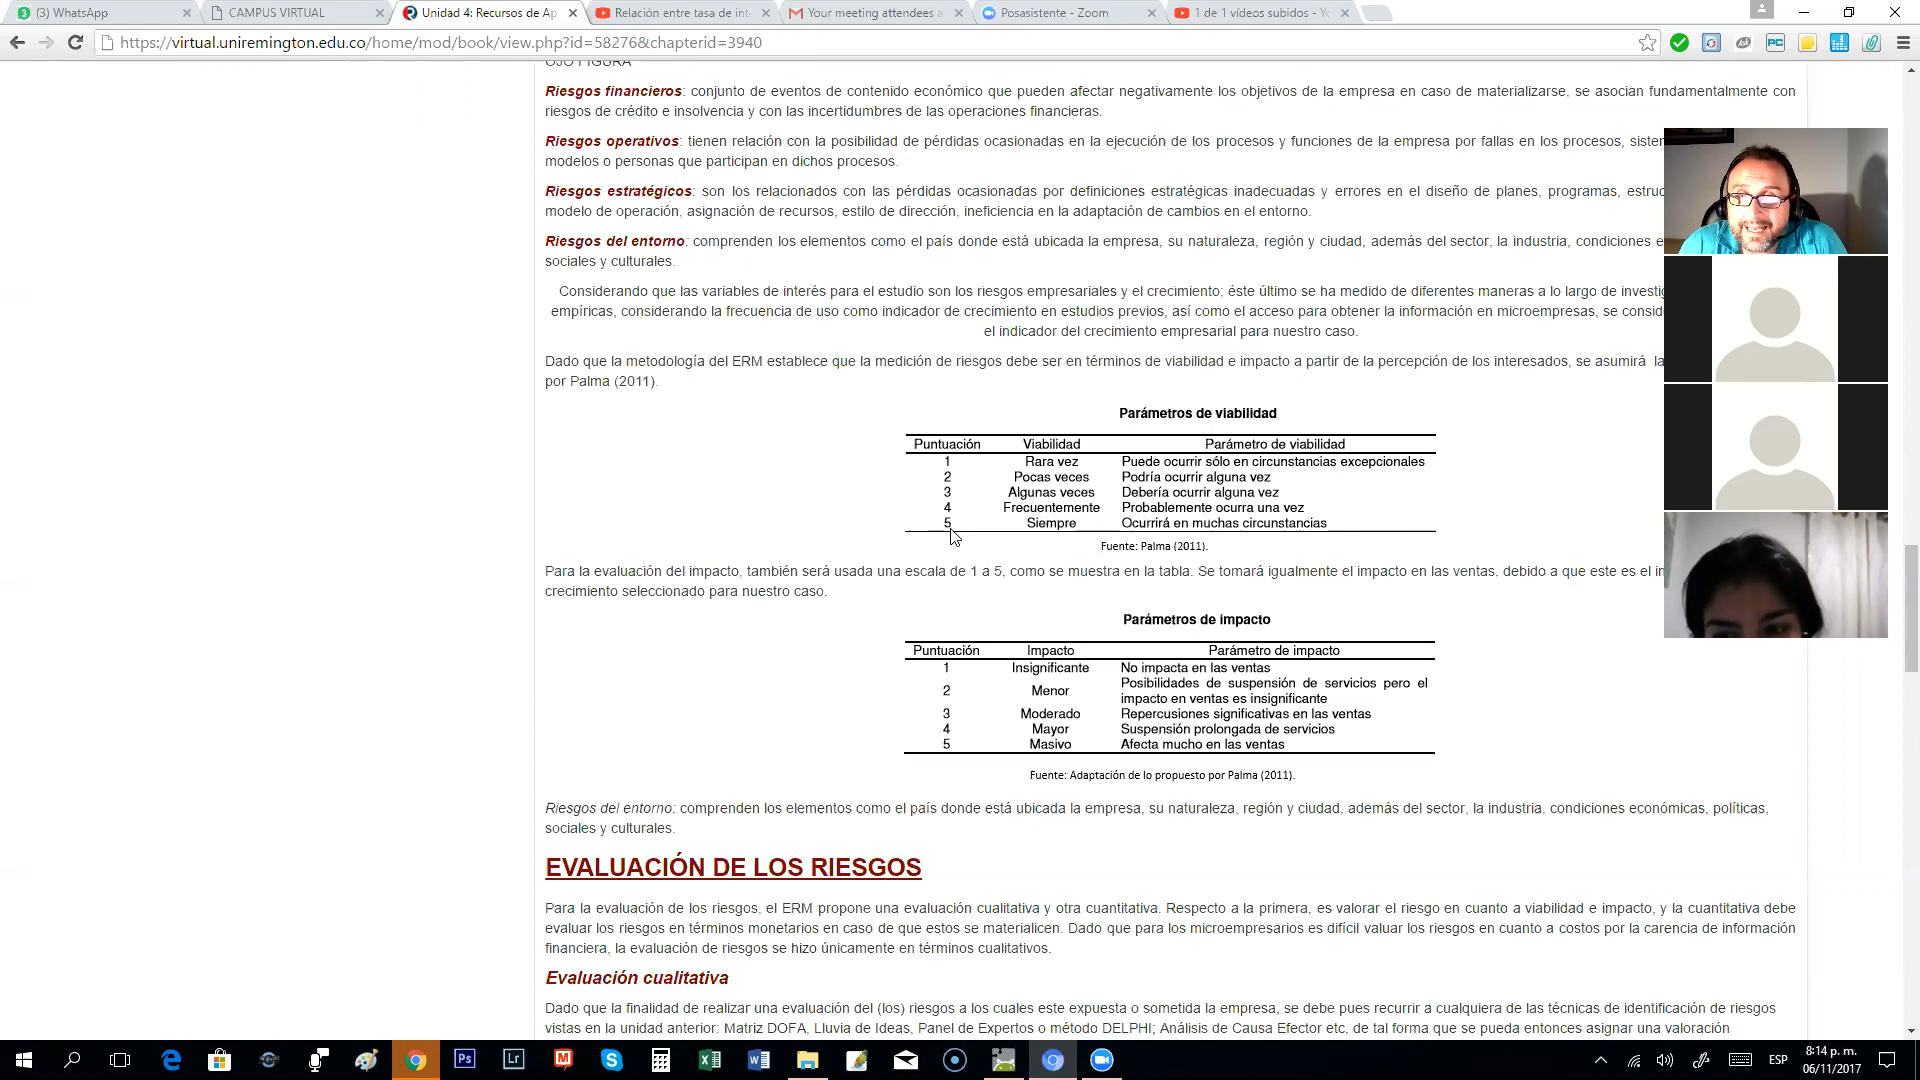 (3) WhatsApp
CAMPUS VIRTUAL
Unidad 4: Recursos de Ap
Relación entre tasa de int
Your meeting attendees a
Posasistente - Zoom
1 de 1 vídeos subidos - Yo
https://virtual.uniremington.edu.co/home/mod/book/view.php?id=58276&chapterid=3940
OJO FIGURA
Riesgos financieros: conjunto de eventos de contenido económico que pueden afectar negativamente los objetivos de la empresa en caso de materializarse, se asocian fundamentalmente con
riesgos de crédito e insolvencia y con las incertidumbres de las operaciones financieras.
Riesgos operativos: tienen relación con la posibilidad de pérdidas ocasionadas en la ejecución de los procesos y funciones de la empresa por fallas en los procesos, sistem
modelos o personas que participan en dichos procesos.
Riesgos estratégicos: son los relacionados con las pérdidas ocasionadas por definiciones estratégicas inadecuadas y errores en el diseño de planes, programas, estruc
modelo de operación, asignación de recursos, estilo de dirección, ineficiencia en la adaptación de cambios en el entorno.
Riesgos del entorno: comprenden los elementos como el país donde está ubicada la empresa, su naturaleza, región y ciudad, además del sector, la industria, condiciones e
sociales y culturales.
Considerando que las variables de interés para el estudio son los riesgos empresariales y el crecimiento; éste último se ha medido de diferentes maneras a lo largo de investig
empíricas, considerando la frecuencia de uso como indicador de crecimiento en estudios previos, así como el acceso para obtener la información en microempresas, se consid
el indicador del crecimiento empresarial para nuestro caso.
Dado que la metodología del ERM establece que la medición de riesgos debe ser en términos de viabilidad e impacto a partir de la percepción de los interesados, se asumirá la
por Palma (2011).
Parámetros de viabilidad
Puntuación Viabilidad Parámetro de viabilidad
1 Rara vez Puede ocurrir sólo en circunstancias excepcionales
2 Pocas veces Podría ocurrir alguna vez
3 Algunas veces Debería ocurrir alguna vez
4 Frecuentemente Probablemente ocurra una vez
5 Siempre Ocurrirá en muchas circunstancias
Fuente: Palma (2011).
Para la evaluación del impacto, también será usada una escala de 1 a 5, como se muestra en la tabla. Se tomará igualmente el impacto en las ventas, debido a que este es el in
crecimiento seleccionado para nuestro caso.
Parámetros de impacto
Puntuación Impacto Parámetro de impacto
1 Insignificante No impacta en las ventas
2 Menor Posibilidades de suspensión de servicios pero el
impacto en ventas es insignificante
3 Moderado Repercusiones significativas en las ventas
4 Mayor Suspensión prolongada de servicios
5 Masivo Afecta mucho en las ventas
Fuente: Adaptación de lo propuesto por Palma (2011).
Riesgos del entorno: comprenden los elementos como el país donde está ubicada la empresa, su naturaleza, región y ciudad, además del sector, la industria, condiciones económicas, políticas,
sociales y culturales.
EVALUACIÓN DE LOS RIESGOS
Para la evaluación de los riesgos, el ERM propone una evaluación cualitativa y otra cuantitativa. Respecto a la primera, es valorar el riesgo en cuanto a viabilidad e impacto, y la cuantitativa debe
evaluar los riesgos en términos monetarios en caso de que estos se materialicen. Dado que para los microempresarios es difícil valuar los riesgos en cuanto a costos por la carencia de información
financiera, la evaluación de riesgos se hizo únicamente en términos cualitativos.
Evaluación cualitativa
Dado que la finalidad de realizar una evaluación del (los) riesgos a los cuales este expuesta o sometida la empresa, se debe pues recurrir a cualquiera de las técnicas de identificación de riesgos
vistas en la unidad anterior: Matriz DOFA, Lluvia de Ideas, Panel de Expertos o método DELPHI; Análisis de Causa Efector etc, de tal forma que se pueda entonces asignar una valoración
Ps
Lr
ESP
8:14 p. m.
06/11/2017